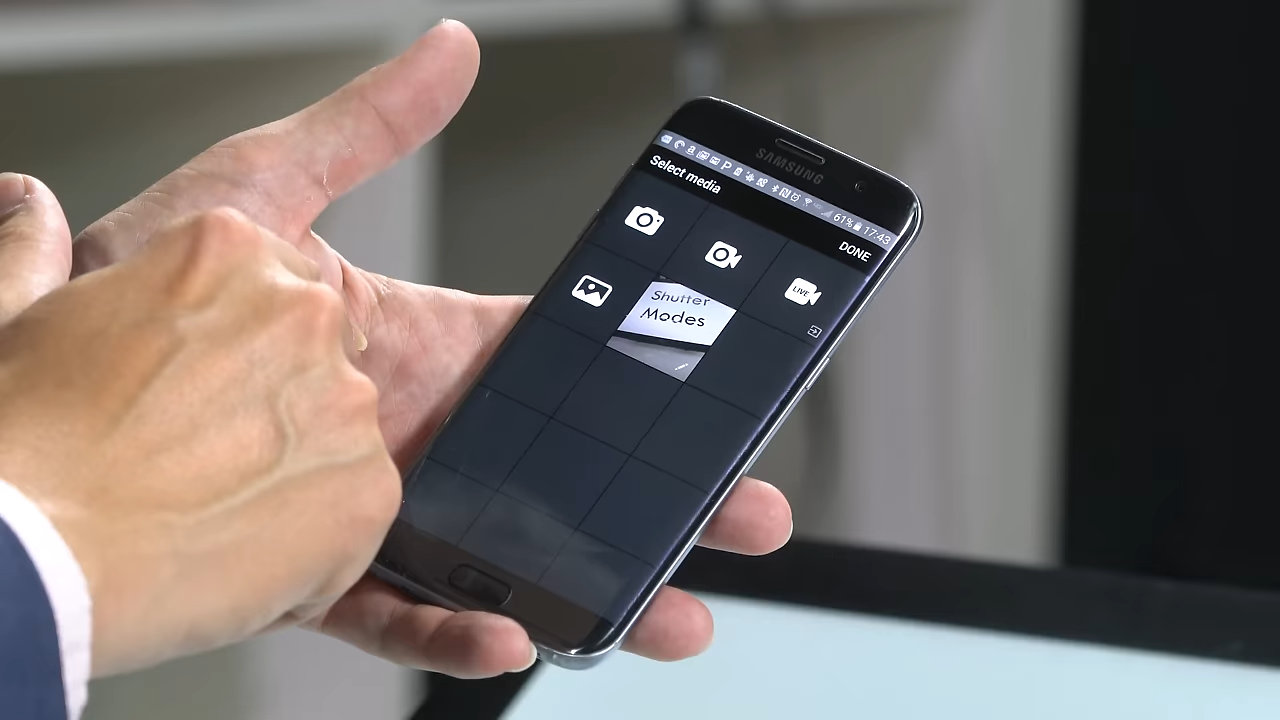 SAMSUNG
61% 17:43
Select media
DONE
LIVE
Shutter
Modes